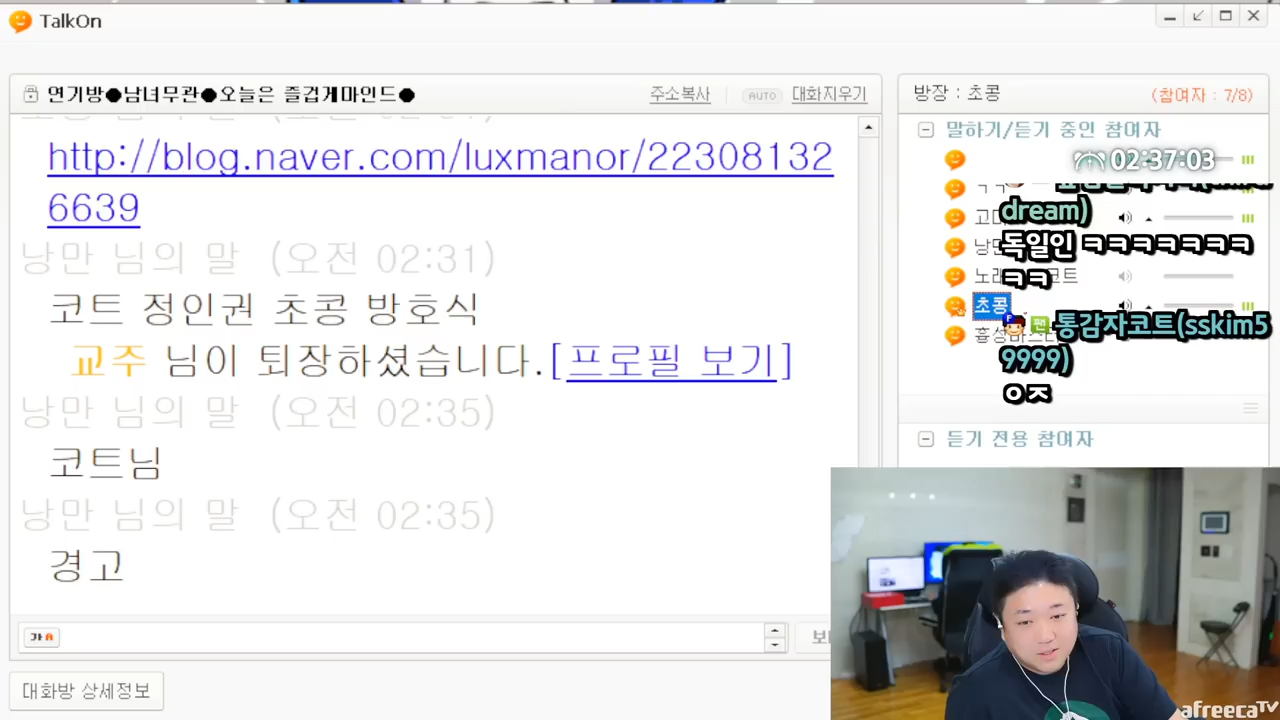 TalkOn
연기방●남녀무관●오늘은 즐겁게마인드●
주소복사
AUTO
대화지우기
http://blog.naver.com/luxmanor/22308132
6639
낭만 님의 말 (오전 02:31)
코트 정인권 초콩 방호식
교주 님이 퇴장하셨습니다.[프로필 보기]
낭만 님의 말 (오전 02:35)
코트님
낭만 님의 말 (오전 02:35)
경고
가
대화방 상세정보
방장 : 초콩
(참여자 : 7/8)
말하기/듣기 중인 참여자
02:37:03
dream)
독일인 ㅋㅋㅋㅋㅋㅋㅋ
ㅋㅋ
초콩
팬 통감자코트(sskim5
9999)
ㅇㅈ
듣기 전용 참여자
afreecaTV